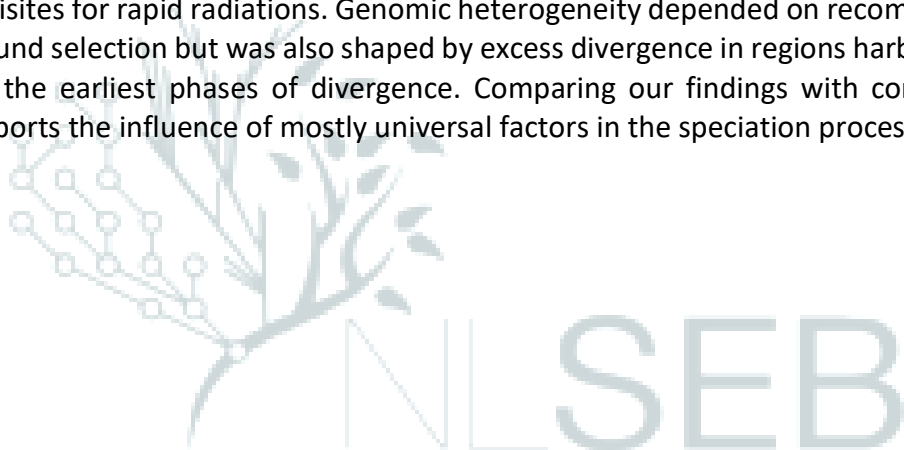 isites for rapid radiations. Genomic heterogeneity depended on recom
und selection but was also shaped by excess divergence in regions harb
the earliest phases of divergence. Comparing our findings with con
ports the influence of mostly universal factors in the speciation proces
NLSEB